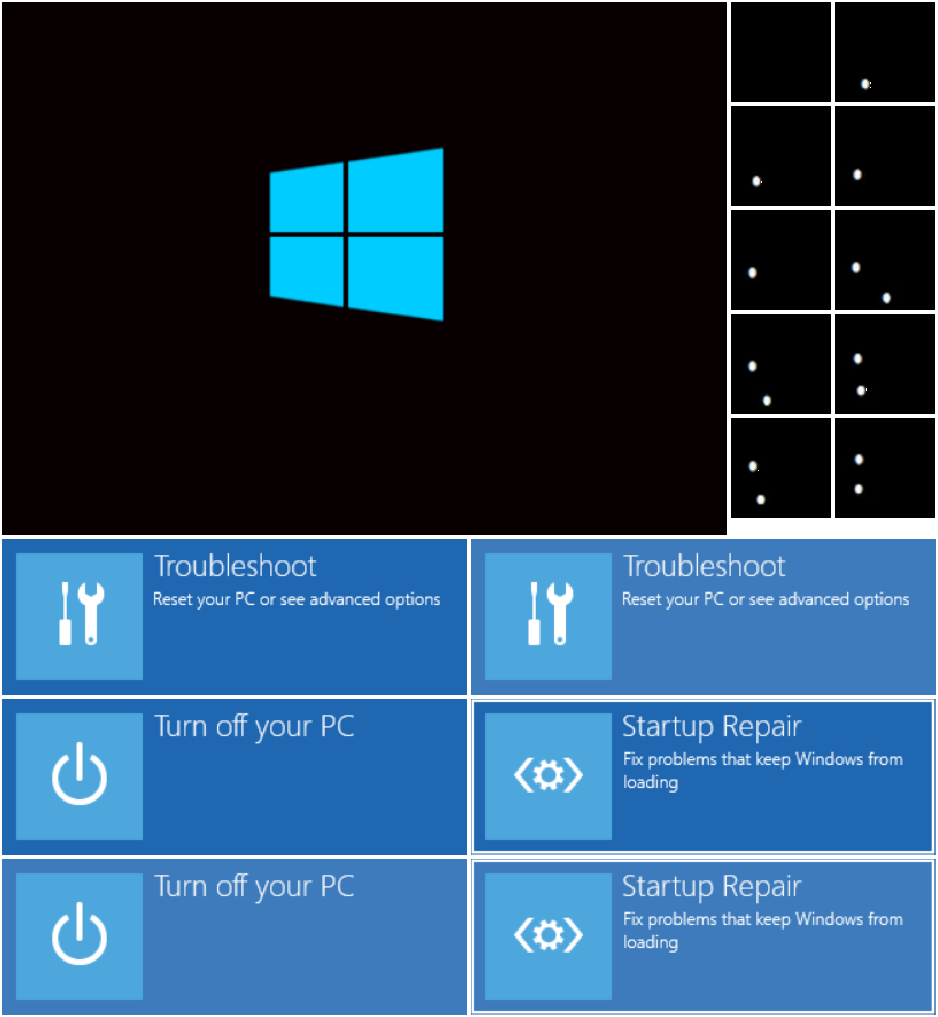 Troubleshoot
Reset your PC or see advanced options
Troubleshoot
Reset your PC or see advanced options
Turn off your PC
Startup Repair
Fix problems that keep Windows from
loading
Turn off your PC
Startup Repair
Fix problems that keep Windows from
loading